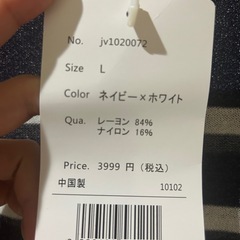 No. jv1020072
Size L
Color ネイビー×ホワイト
Qua. レーヨン 84%
ナイロン 16%
Price. 3999 円（税込）
中国製 10102